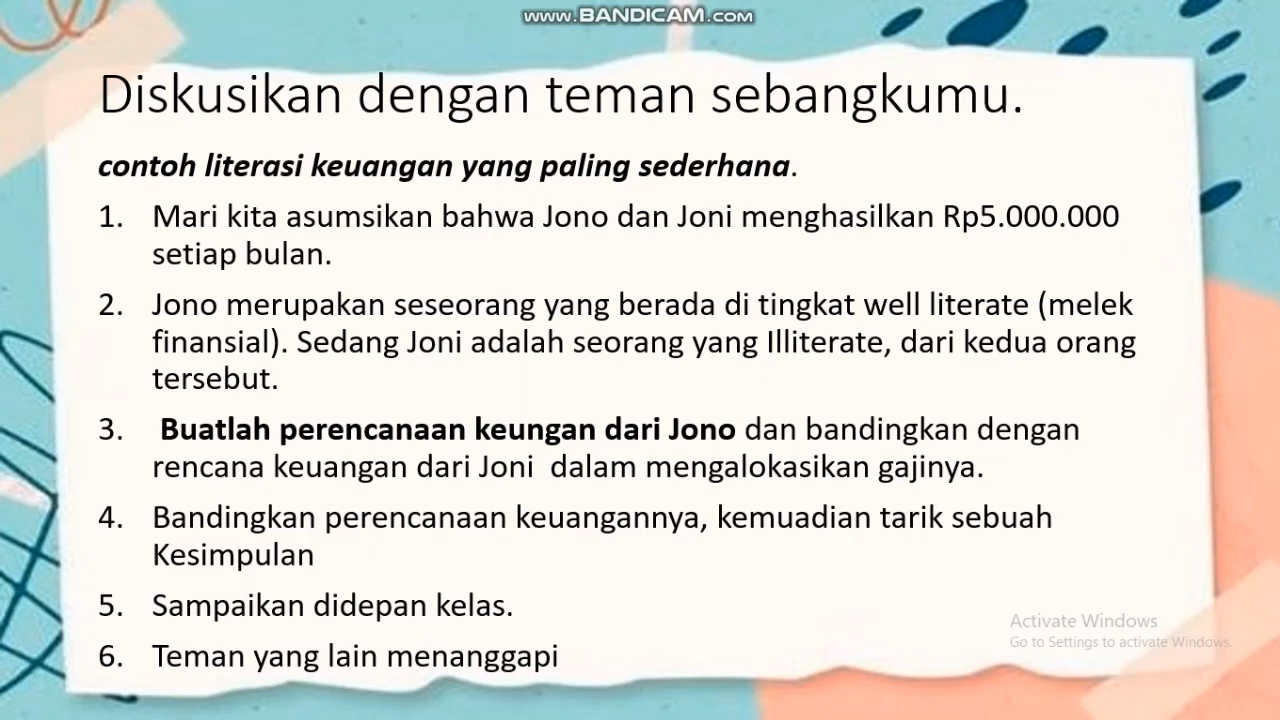 www.BANDICAM.com
Diskusikan dengan teman sebangkumu.
contoh literasi keuangan yang paling sederhana.
1. Mari kita asumsikan bahwa Jono dan Joni menghasilkan Rp5.000.000
setiap bulan.
2. Jono merupakan seseorang yang berada di tingkat well literate (melek
finansial). Sedang Joni adalah seorang yang Illiterate, dari kedua orang
tersebut.
3. Buatlah perencanaan keungan dari Jono dan bandingkan dengan
rencana keuangan dari Joni  dalam mengalokasikan gajinya.
4. Bandingkan perencanaan keuangannya, kemuadian tarik sebuah
Kesimpulan
5. Sampaikan didepan kelas.
6. Teman yang lain menanggapi
Activate Windows
Go to Settings to activate Windows.